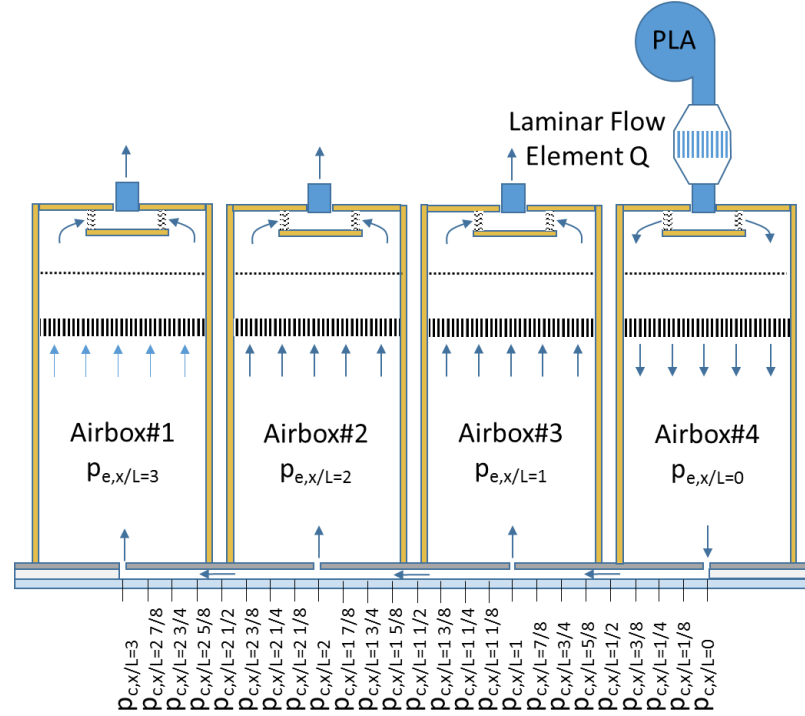 PLA
Laminar Flow
Element Q
Airbox#1
p e,x/L=3
Airbox#2
p e,x/L=2
Airbox#3
p e,x/L=1
Airbox#4
p e,x/L=0
p c,x/L=3
p c,x/L=2 7/8
p c,x/L=2 3/4
p c,x/L=2 5/8
p c,x/L=2 1/2
p c,x/L=2 3/8
p c,x/L=2 1/4
p c,x/L=2 1/8
p c,x/L=2
p c,x/L=1 7/8
p c,x/L=1 3/4
p c,x/L=1 5/8
p c,x/L=1 1/2
p c,x/L=1 3/8
p c,x/L=1 1/4
p c,x/L=1 1/8
p c,x/L=1
p c,x/L=7/8
p c,x/L=3/4
p c,x/L=5/8
p c,x/L=1/2
p c,x/L=3/8
p c,x/L=1/4
p c,x/L=1/8
p c,x/L=0